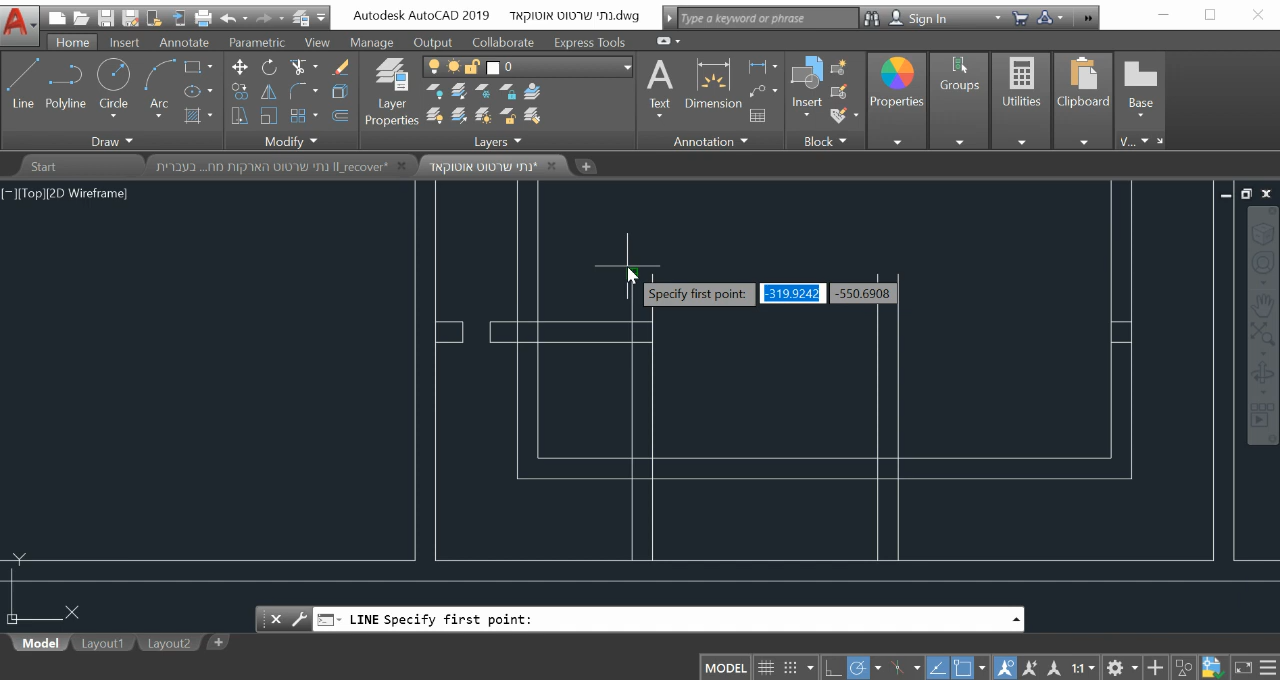 Autodesk AutoCAD 2019 נתי שרטוט אוטוקאד.dwg
Type a keyword or phrase
Sign In
Home Insert Annotate Parametric View Manage Output Collaborate Express Tools
Line Polyline Circle Arc
Layer Properties
0
Text Dimension
Insert
Properties
Groups
Utilities
Clipboard
Base
Draw Modify Layers Annotation Block V...
Start
נתי שרטוט הארקות מח... בעברית II_recover*
נתי שרטוט אוטוקאד*
[−][Top][2D Wireframe]
Specify first point: -319.9242 -550.6908
Y
X
LINE Specify first point:
Model Layout1 Layout2
MODEL 1:1